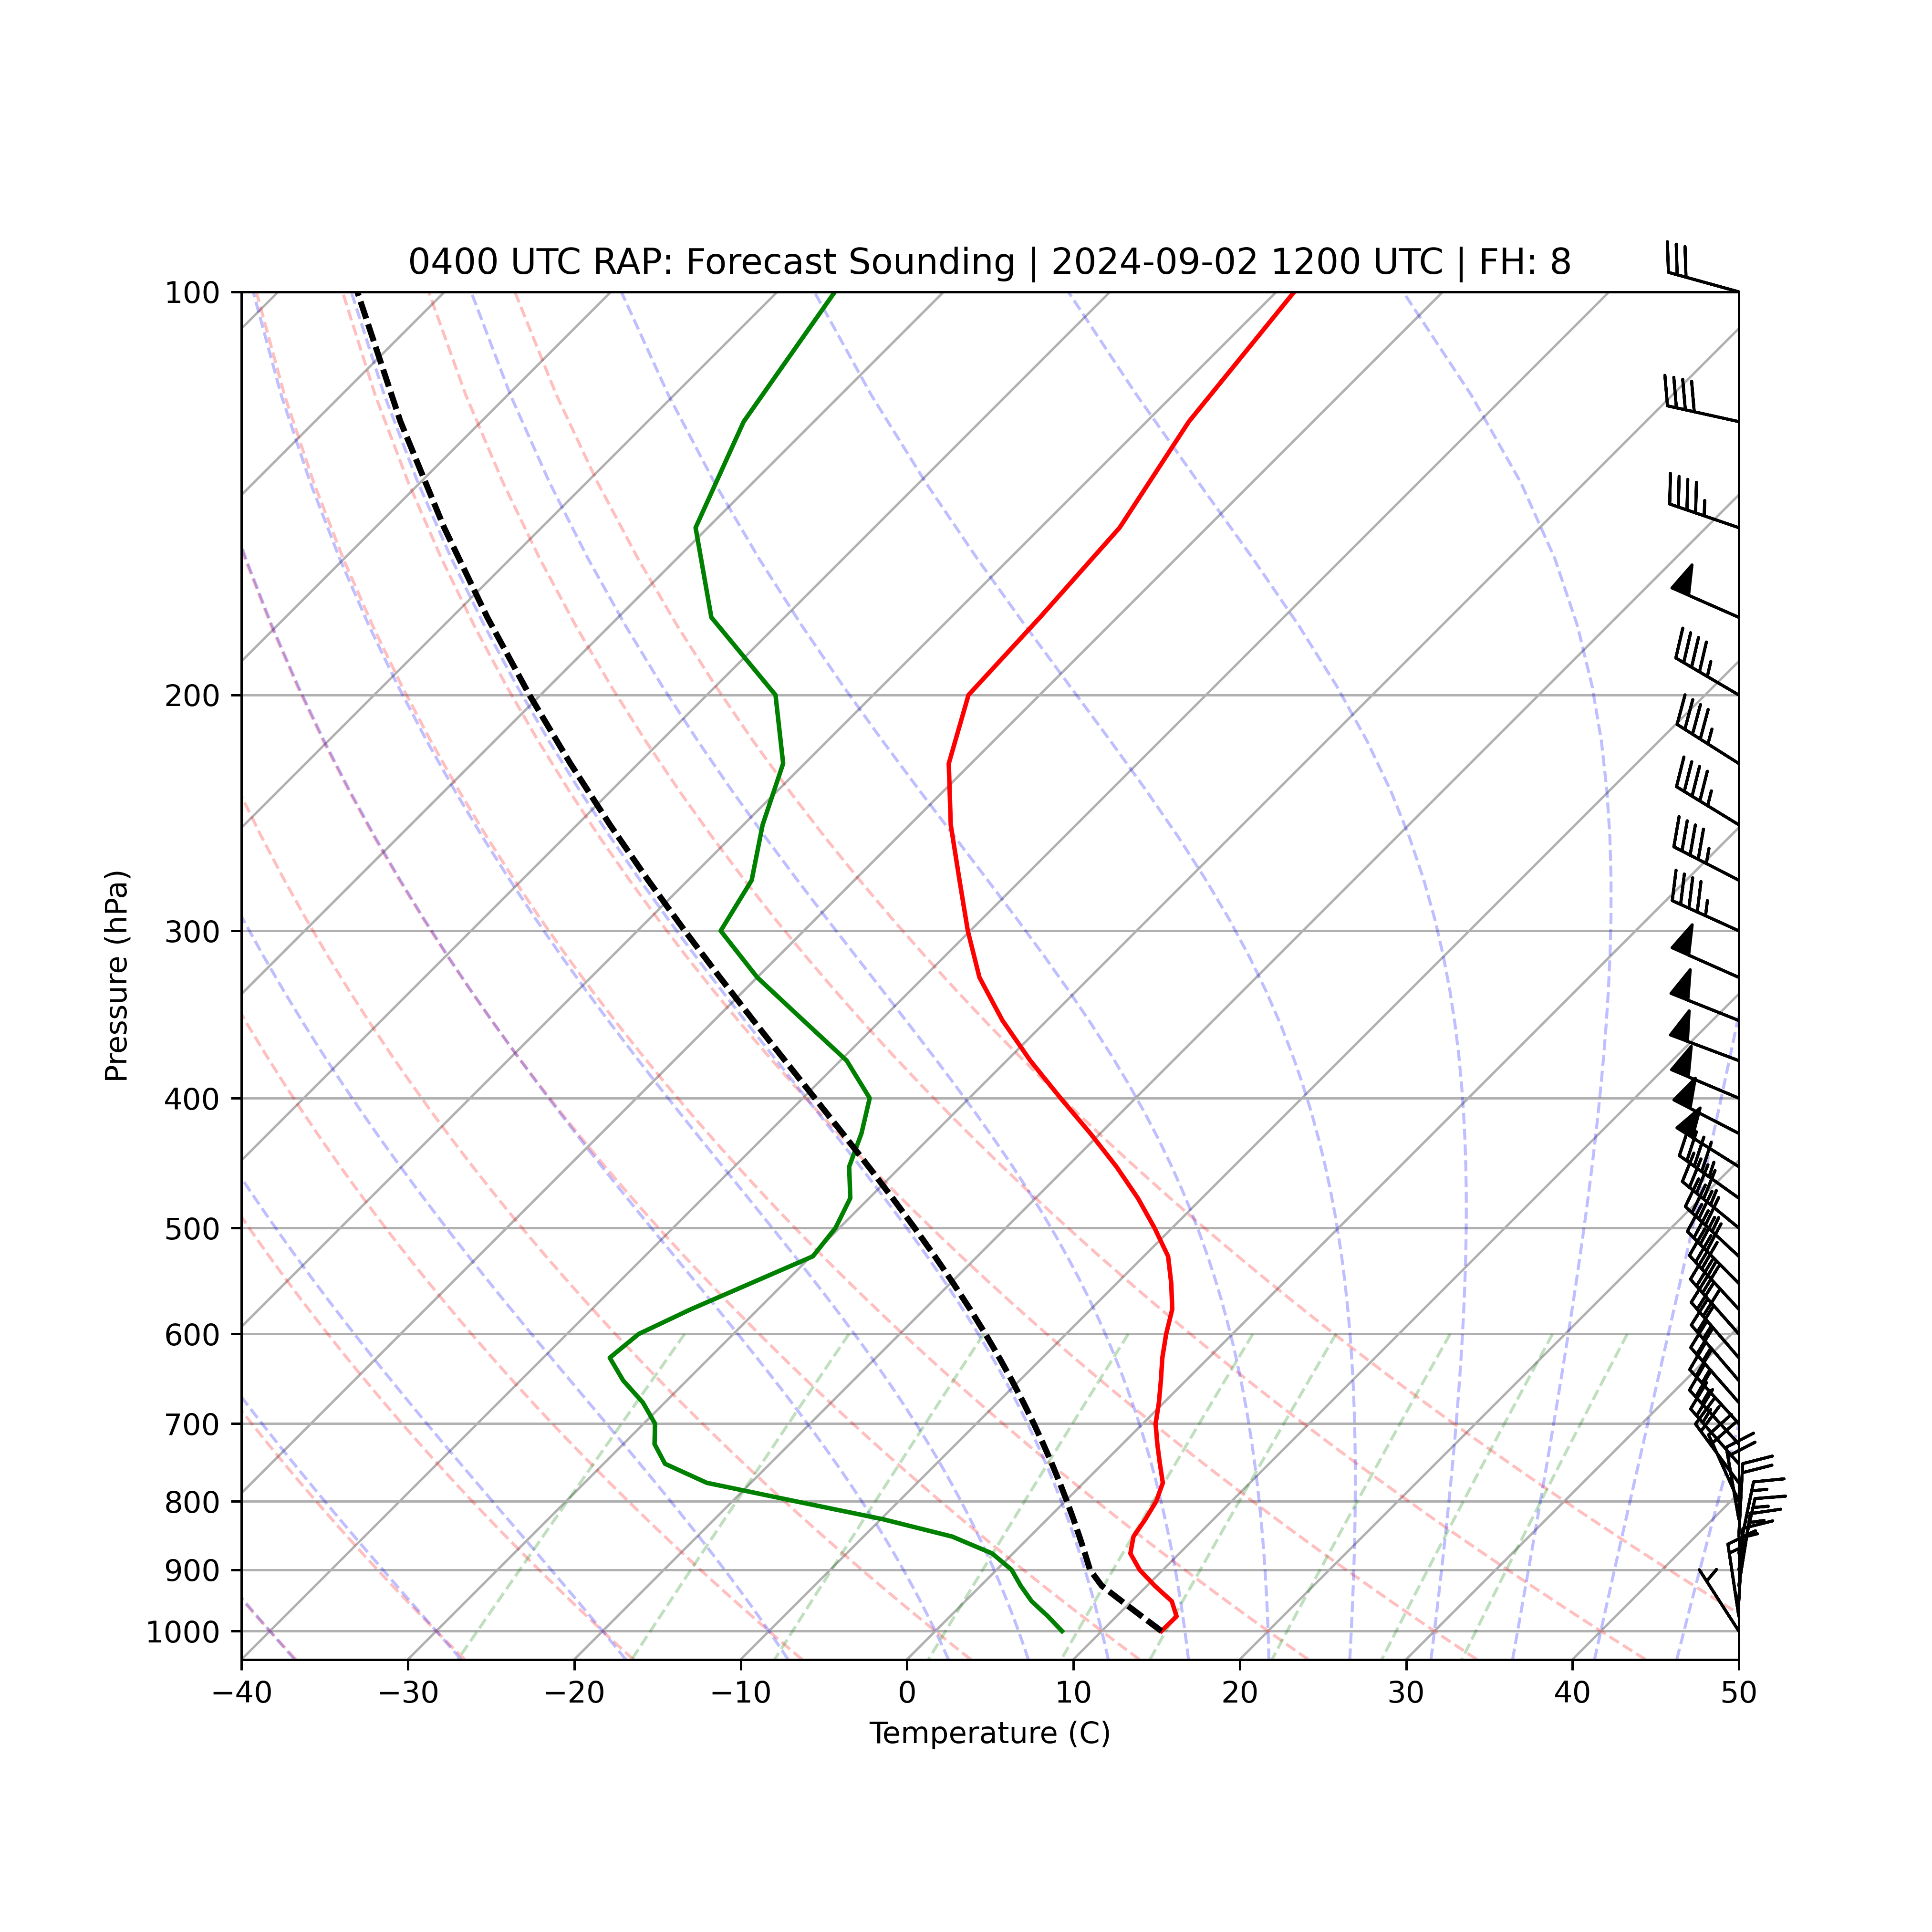 0400 UTC RAP: Forecast Sounding | 2024-09-02 1200 UTC | FH: 8
100
200
300
400
500
600
700
800
900
1000
Pressure (hPa)
−40 −30 −20 −10 0 10 20 30 40 50
Temperature (C)